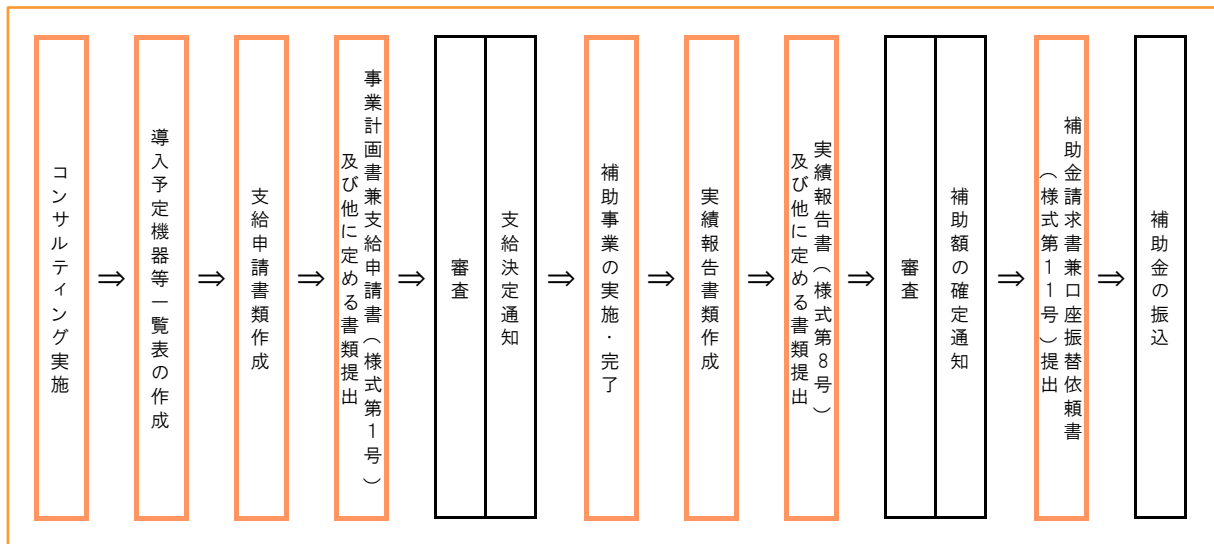 コンサルティング実施
⇒
導入予定機器等一覧表の作成
⇒
支給申請書類作成
⇒
事業計画書兼支給申請書（様式第１号）
及び他に定める書類提出
⇒
審査
支給決定通知
⇒
補助事業の実施・完了
⇒
実績報告書類作成
⇒
実績報告書（様式第８号）
及び他に定める書類提出
⇒
審査
補助額の確定通知
⇒
補助金請求書兼口座振替依頼書
（様式第１１号）提出
⇒
補助金の振込